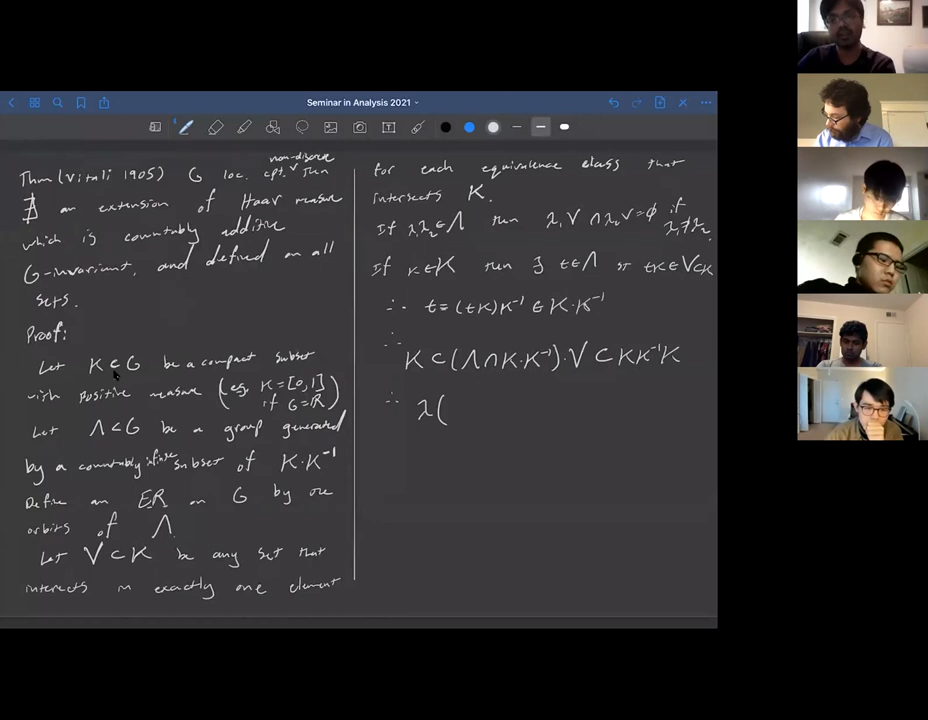 Seminar in Analysis 2021
non-discrete
Thm (Vitali 1905) G loc. cpt. Then
∄ an extension of Haar measure
which is countably additive
G-invariant, and defined on all
sets.
Proof:
Let K ⊂ G be a compact subset
with positive measure (e.g. K=[0,1]
if G=ℝ)
Let Λ<G be a group generated
by a countably infinite subset of K·K⁻¹
Define an ER on G by the
orbits of Λ.
Let V ⊂ K be any set that
intersects in exactly one element
for each equivalence class that
intersects K.
If λ₁,λ₂∈Λ then λ₁V ∩ λ₂V = ∅ if
λ₁≠λ₂.
If k∈K then ∃ t∈Λ st tk∈V⊂K
∴ t=(tk)k⁻¹ ∈ K·K⁻¹
∴ K ⊂ (Λ∩K·K⁻¹)·V ⊂ KK⁻¹K
∴ λ(